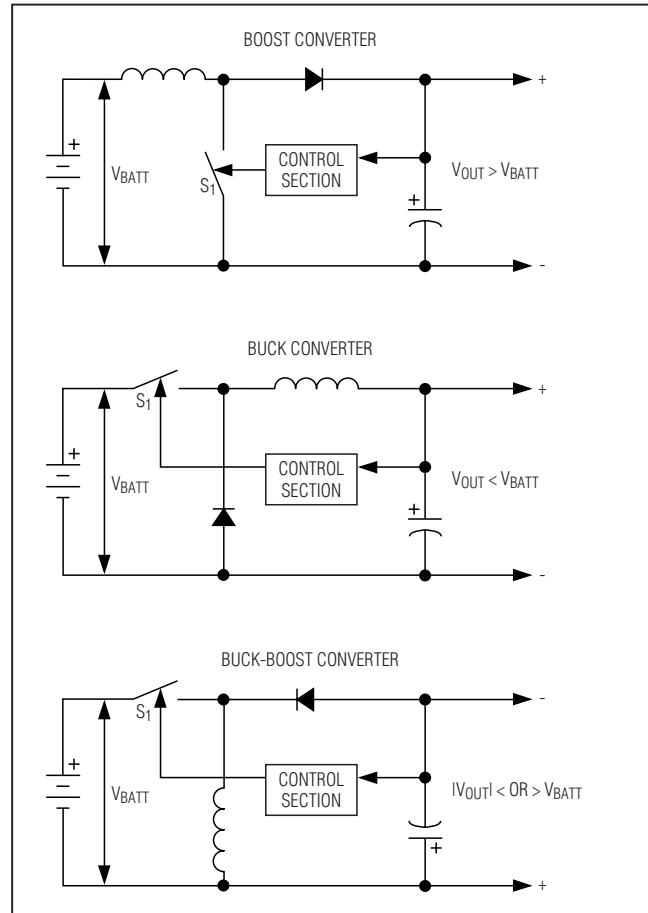 BOOST CONVERTER
+
+
VBATT
S1
CONTROL
SECTION
VOUT > VBATT
+
-
BUCK CONVERTER
+
S1
+
VBATT
CONTROL
SECTION
VOUT < VBATT
+
-
BUCK-BOOST CONVERTER
-
S1
+
VBATT
CONTROL
SECTION
|VOUT| < OR > VBATT
+
+